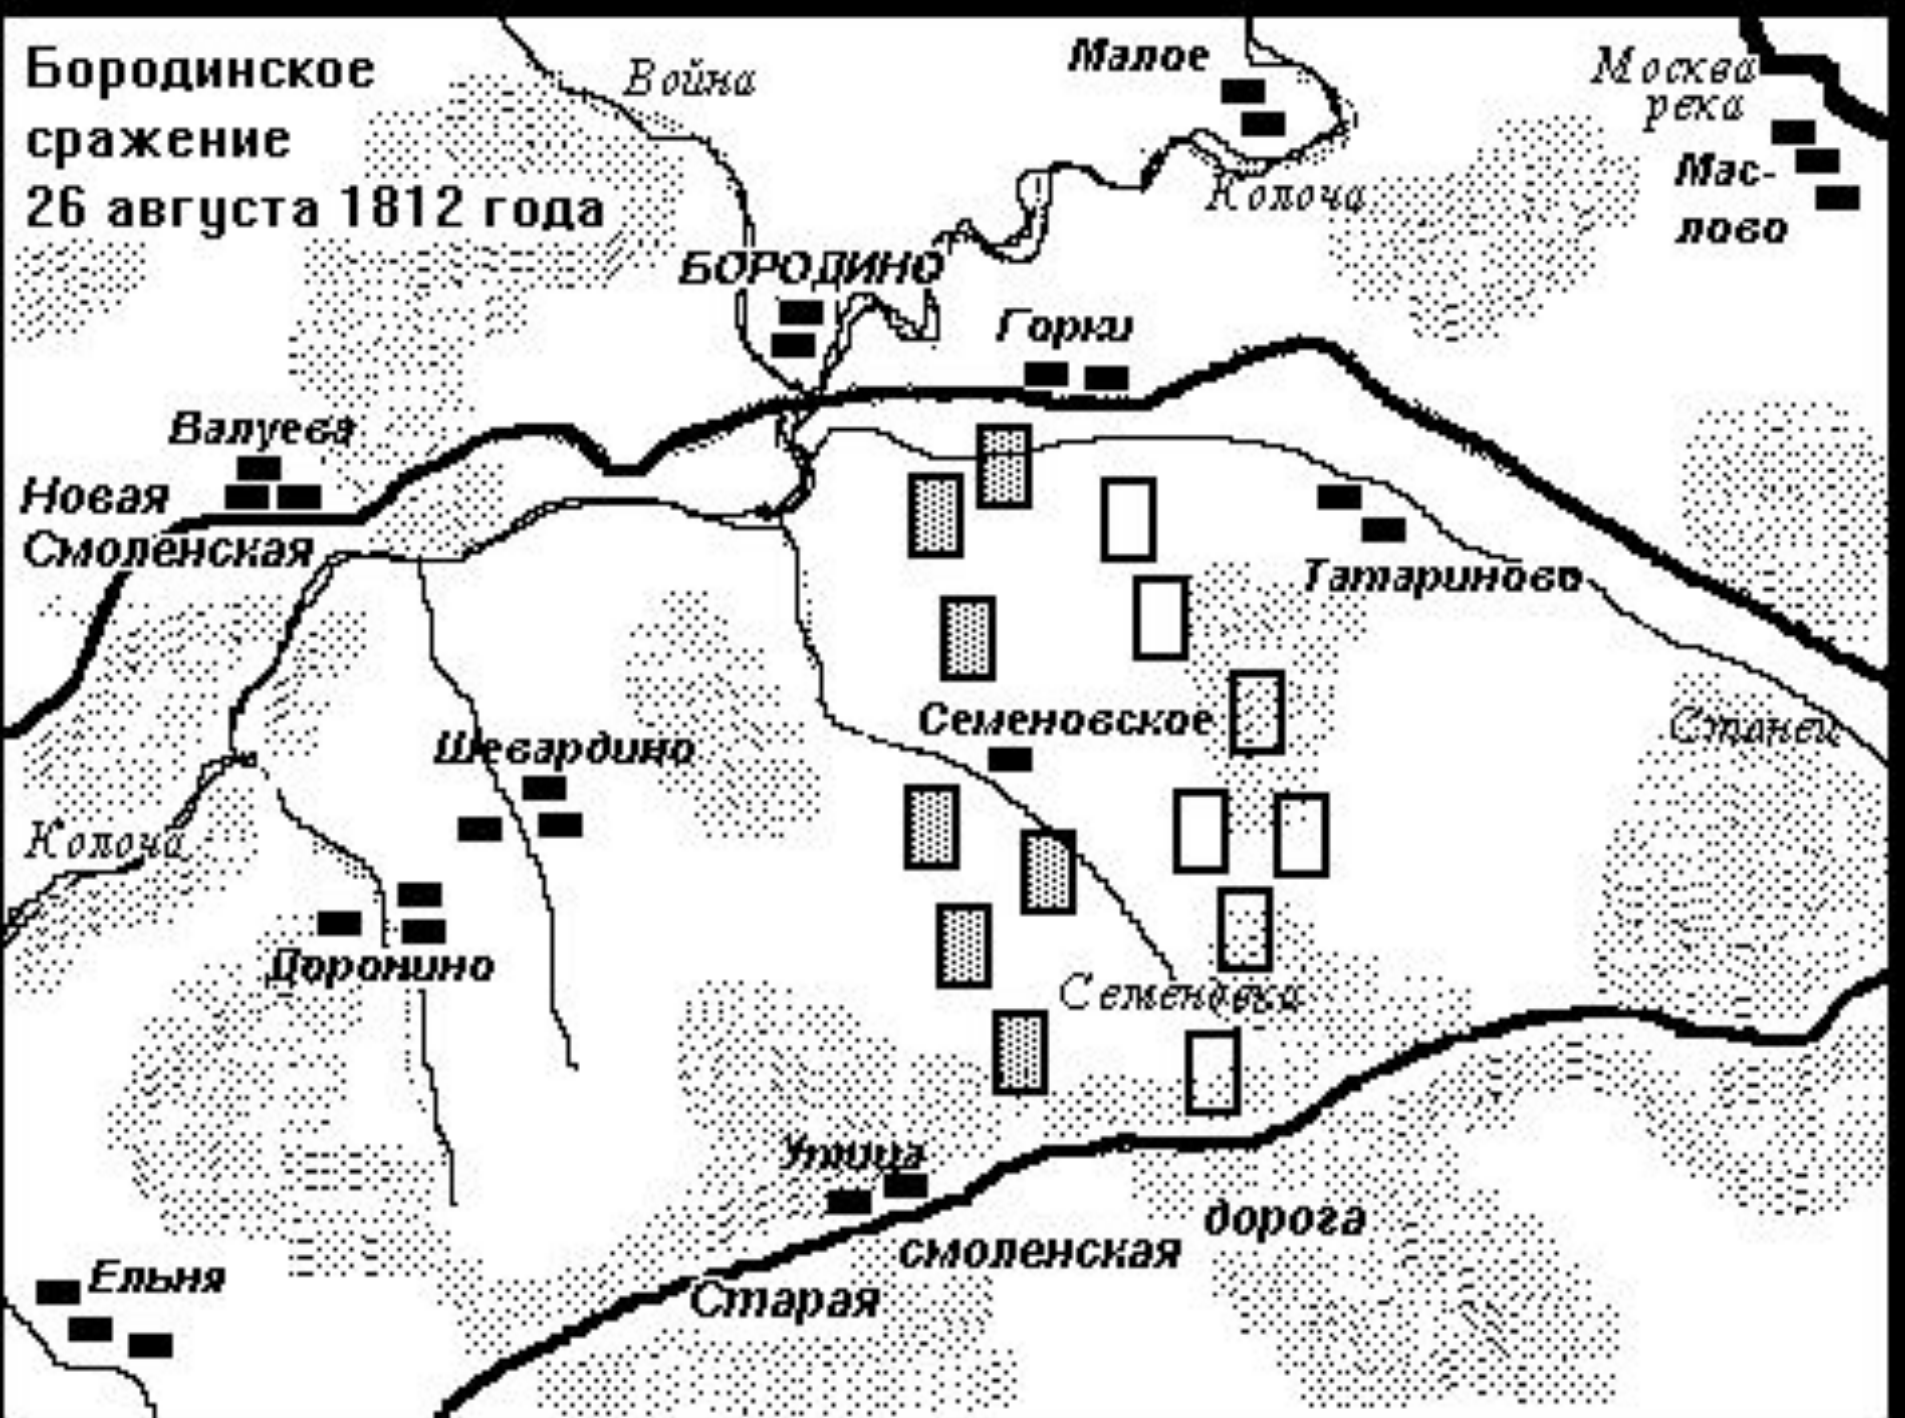 Бородинское
сражение
26 августа 1812 года
Война
Малое
Москва
река
Мас-
лово
Колоча
БОРОДИНО
Горки
Валуева
Новая
Смоленская
Татариново
Семеновское
Стонец
Шевардино
Колоча
Доронино
Семеновка
Утица
дорога
смоленская
Старая
Ельня